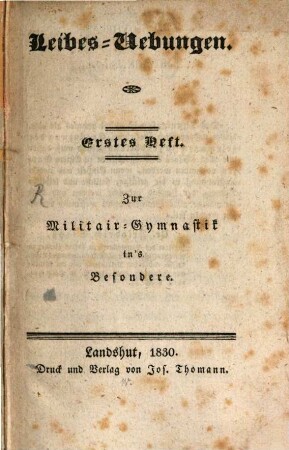 Leibes-Uebungen.
Erstes Heft.
Zur
Militair-Gymnastik
in's
Besondere.
Landshut, 1830.
Druck und Verlag von Jos. Thomann.